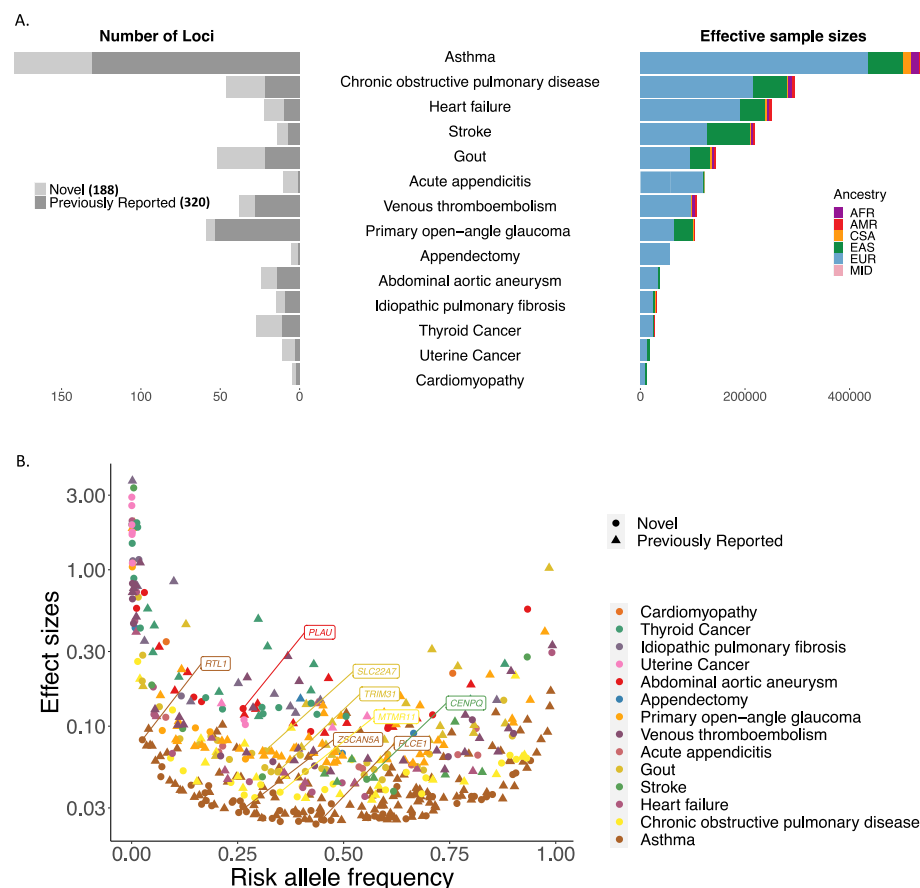 A.
Number of Loci
Effective sample sizes
Asthma
Chronic obstructive pulmonary disease
Heart failure
Stroke
Gout
Acute appendicitis
Venous thromboembolism
Primary open−angle glaucoma
Appendectomy
Abdominal aortic aneurysm
Idiopathic pulmonary fibrosis
Thyroid Cancer
Uterine Cancer
Cardiomyopathy
Novel (188)
Previously Reported (320)
Ancestry
AFR
AMR
CSA
EAS
EUR
MID
150 100 50 0
0 200000 400000
B.
Effect sizes
3.00
1.00
0.30
0.10
0.03
PLAU
RTL1
SLC22A7
TRIM31
MTMR11
CENPQ
ZSCAN5A
PLCE1
0.00 0.25 0.50 0.75 1.00
Risk allele frequency
Novel
Previously Reported
Cardiomyopathy
Thyroid Cancer
Idiopathic pulmonary fibrosis
Uterine Cancer
Abdominal aortic aneurysm
Appendectomy
Primary open−angle glaucoma
Venous thromboembolism
Acute appendicitis
Gout
Stroke
Heart failure
Chronic obstructive pulmonary disease
Asthma